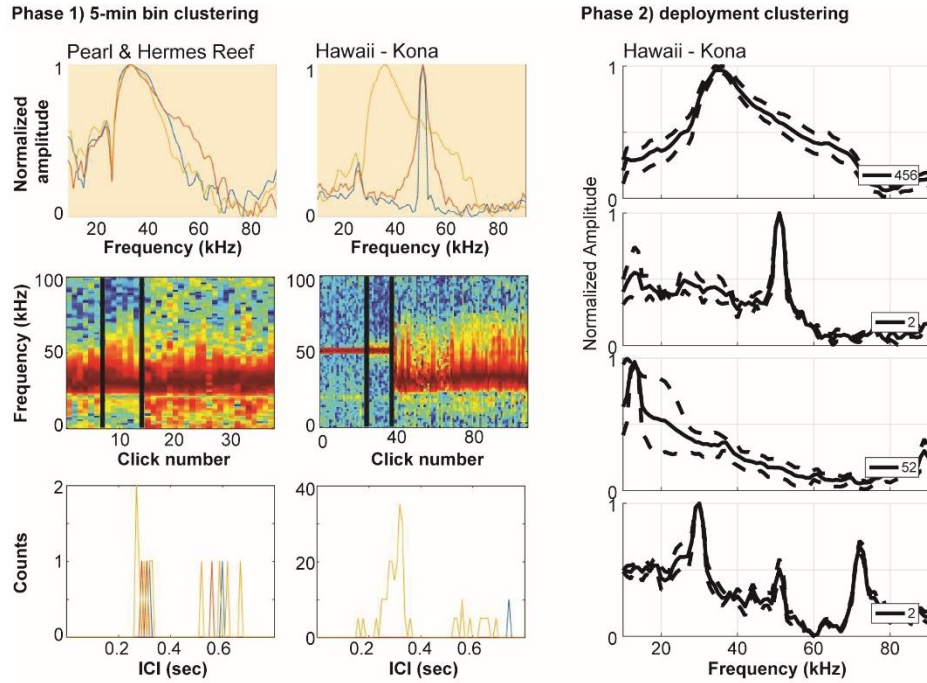 Phase 1) 5-min bin clustering
Phase 2) deployment clustering
Pearl & Hermes Reef
Hawaii - Kona
Hawaii - Kona
Normalized
amplitude
1
0
20 40 60 80
Frequency (kHz)
1
0
20 40 60 80
Frequency (kHz)
Frequency (kHz)
100
50
0
10 20 30
Click number
100
50
0
0 40 80
Click number
Counts
2
1
0
0.2 0.4 0.6
ICI (sec)
40
20
0
0.2 0.4 0.6
ICI (sec)
Normalized Amplitude
1
0
456
1
0
2
1
0
52
1
0
2
20 40 60 80
Frequency (kHz)